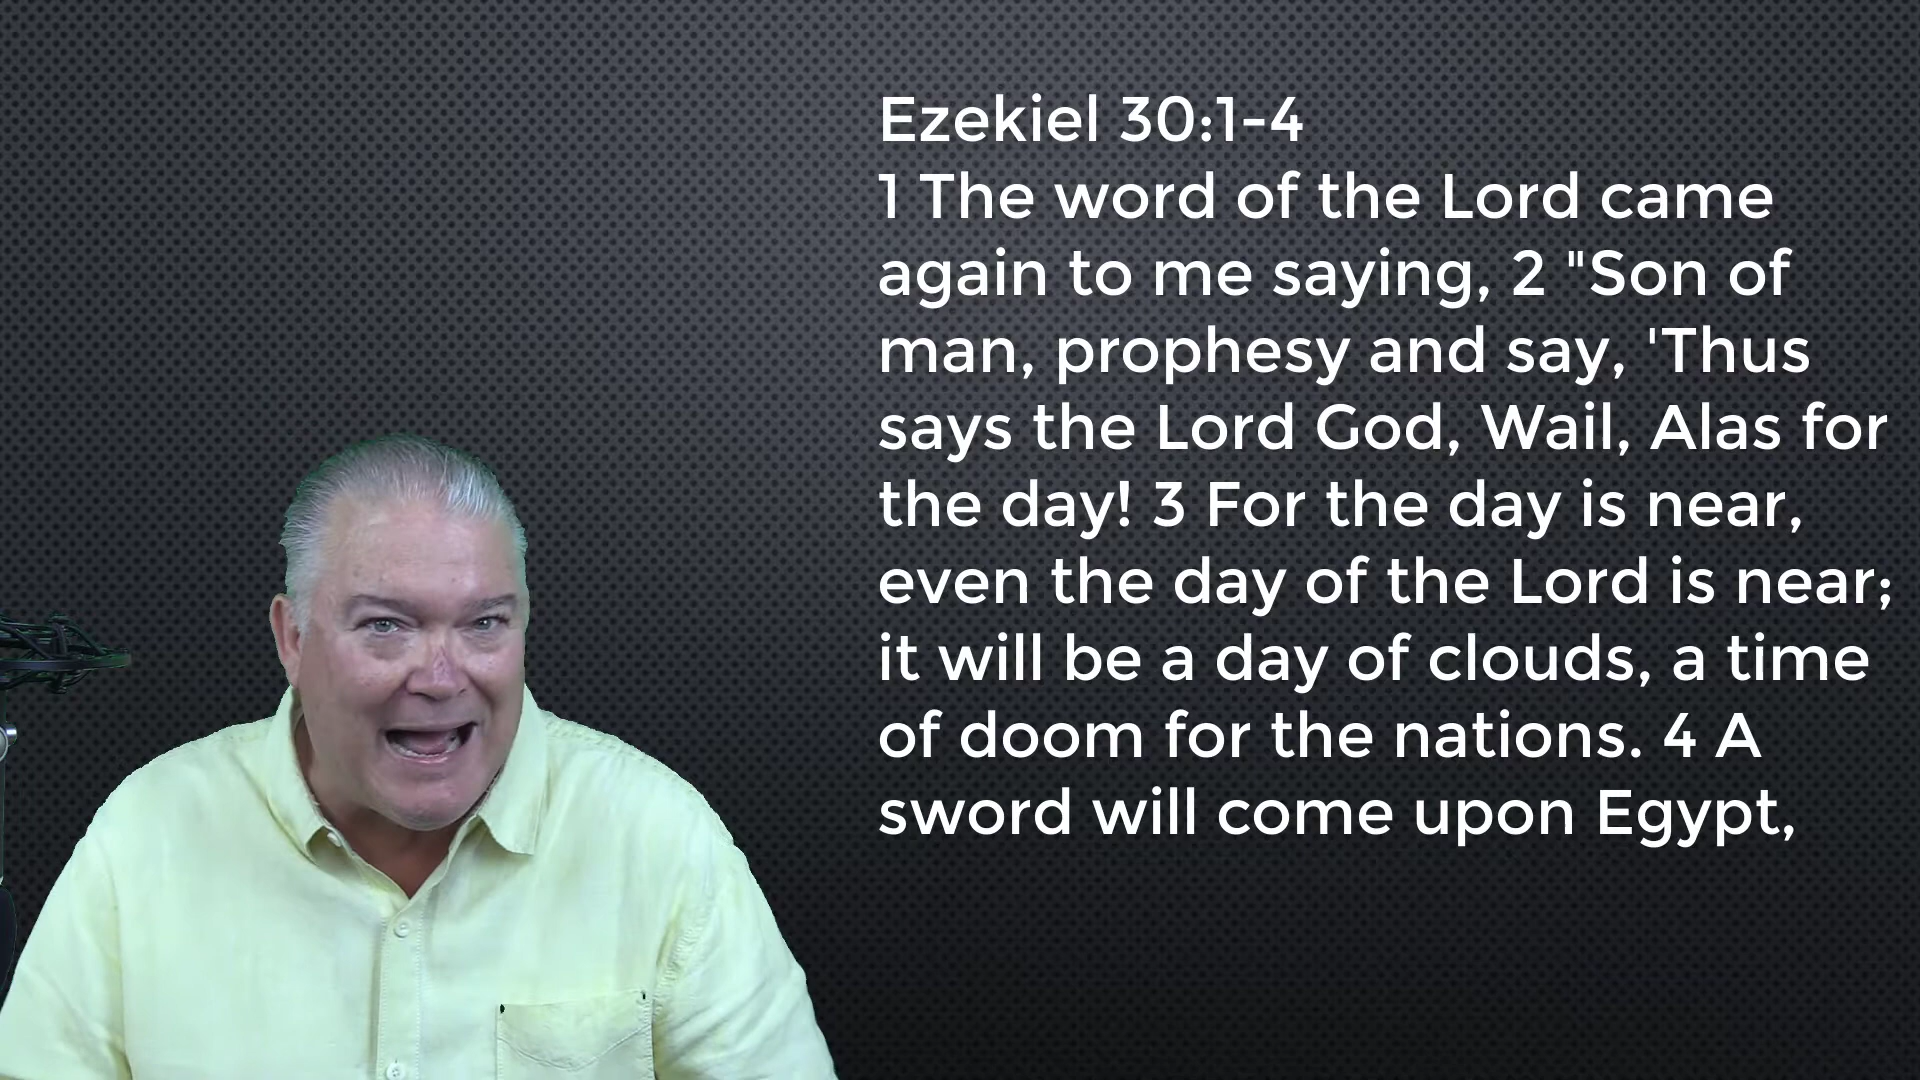 Ezekiel 30:1-4
1 The word of the Lord came
again to me saying, 2 "Son of
man, prophesy and say, 'Thus
says the Lord God, Wail, Alas for
the day! 3 For the day is near,
even the day of the Lord is near;
it will be a day of clouds, a time
of doom for the nations. 4 A
sword will come upon Egypt,